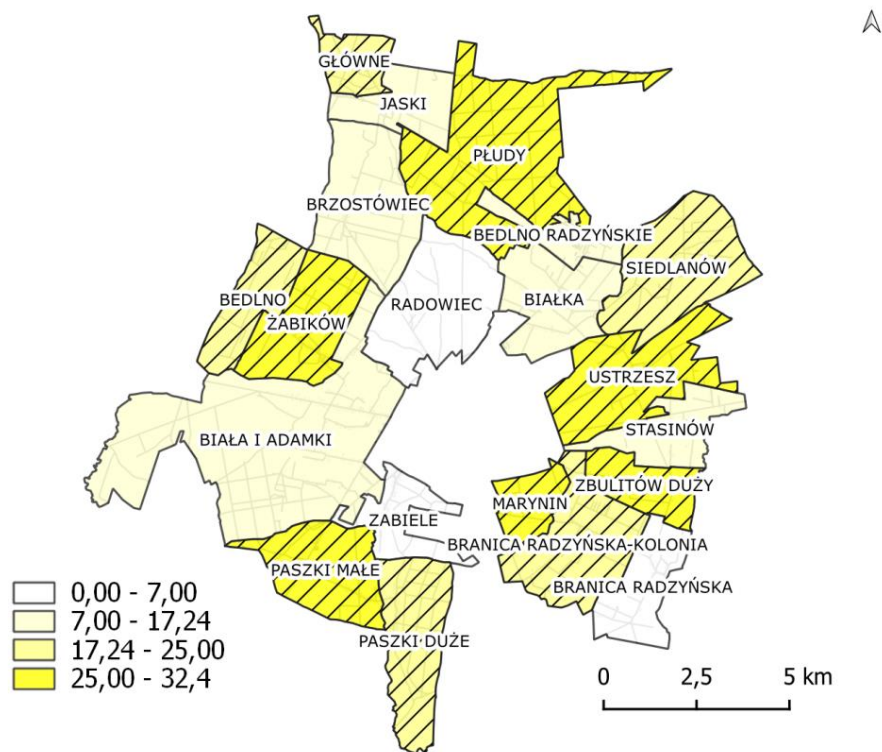 GŁÓWNE
JASKI
PŁUDY
BRZOSTÓWIEC
BEDLNO RADZYŃSKIE
SIEDLANÓW
BEDLNO
RADOWIEC
BIAŁKA
ŻABIKÓW
USTRZESZ
STASINÓW
BIAŁA I ADAMKI
ZBULITÓW DUŻY
MARYNIN
ZABIELE
BRANICA RADZYŃSKA-KOLONIA
PASZKI MAŁE
BRANICA RADZYŃSKA
PASZKI DUŻE
0,00 - 7,00
7,00 - 17,24
17,24 - 25,00
25,00 - 32,4
0 2,5 5 km